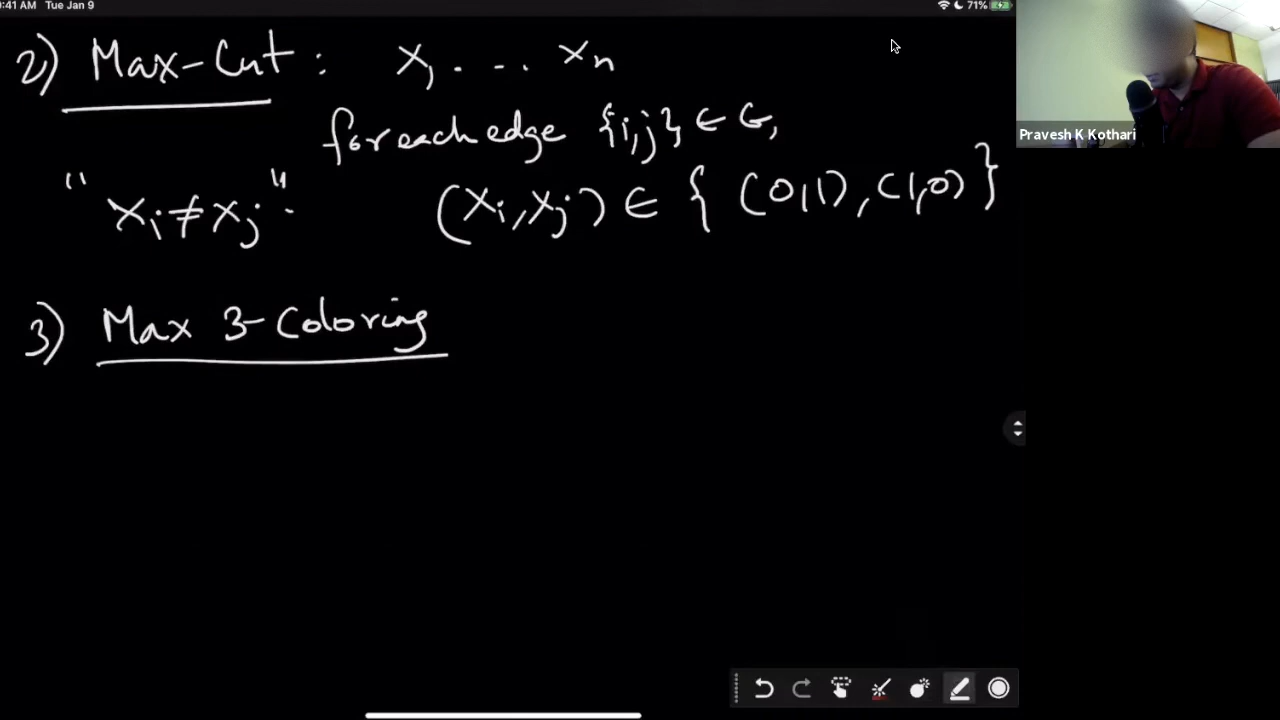 :41 AM Tue Jan 9
71%
2) Max-Cut : x₁ . . . . xₙ
for each edge {i,j} ∈ G,
"xᵢ≠xⱼ". (xᵢ,xⱼ) ∈ { (0,1), (1,0) }
3) Max 3-Coloring
Pravesh K Kothari